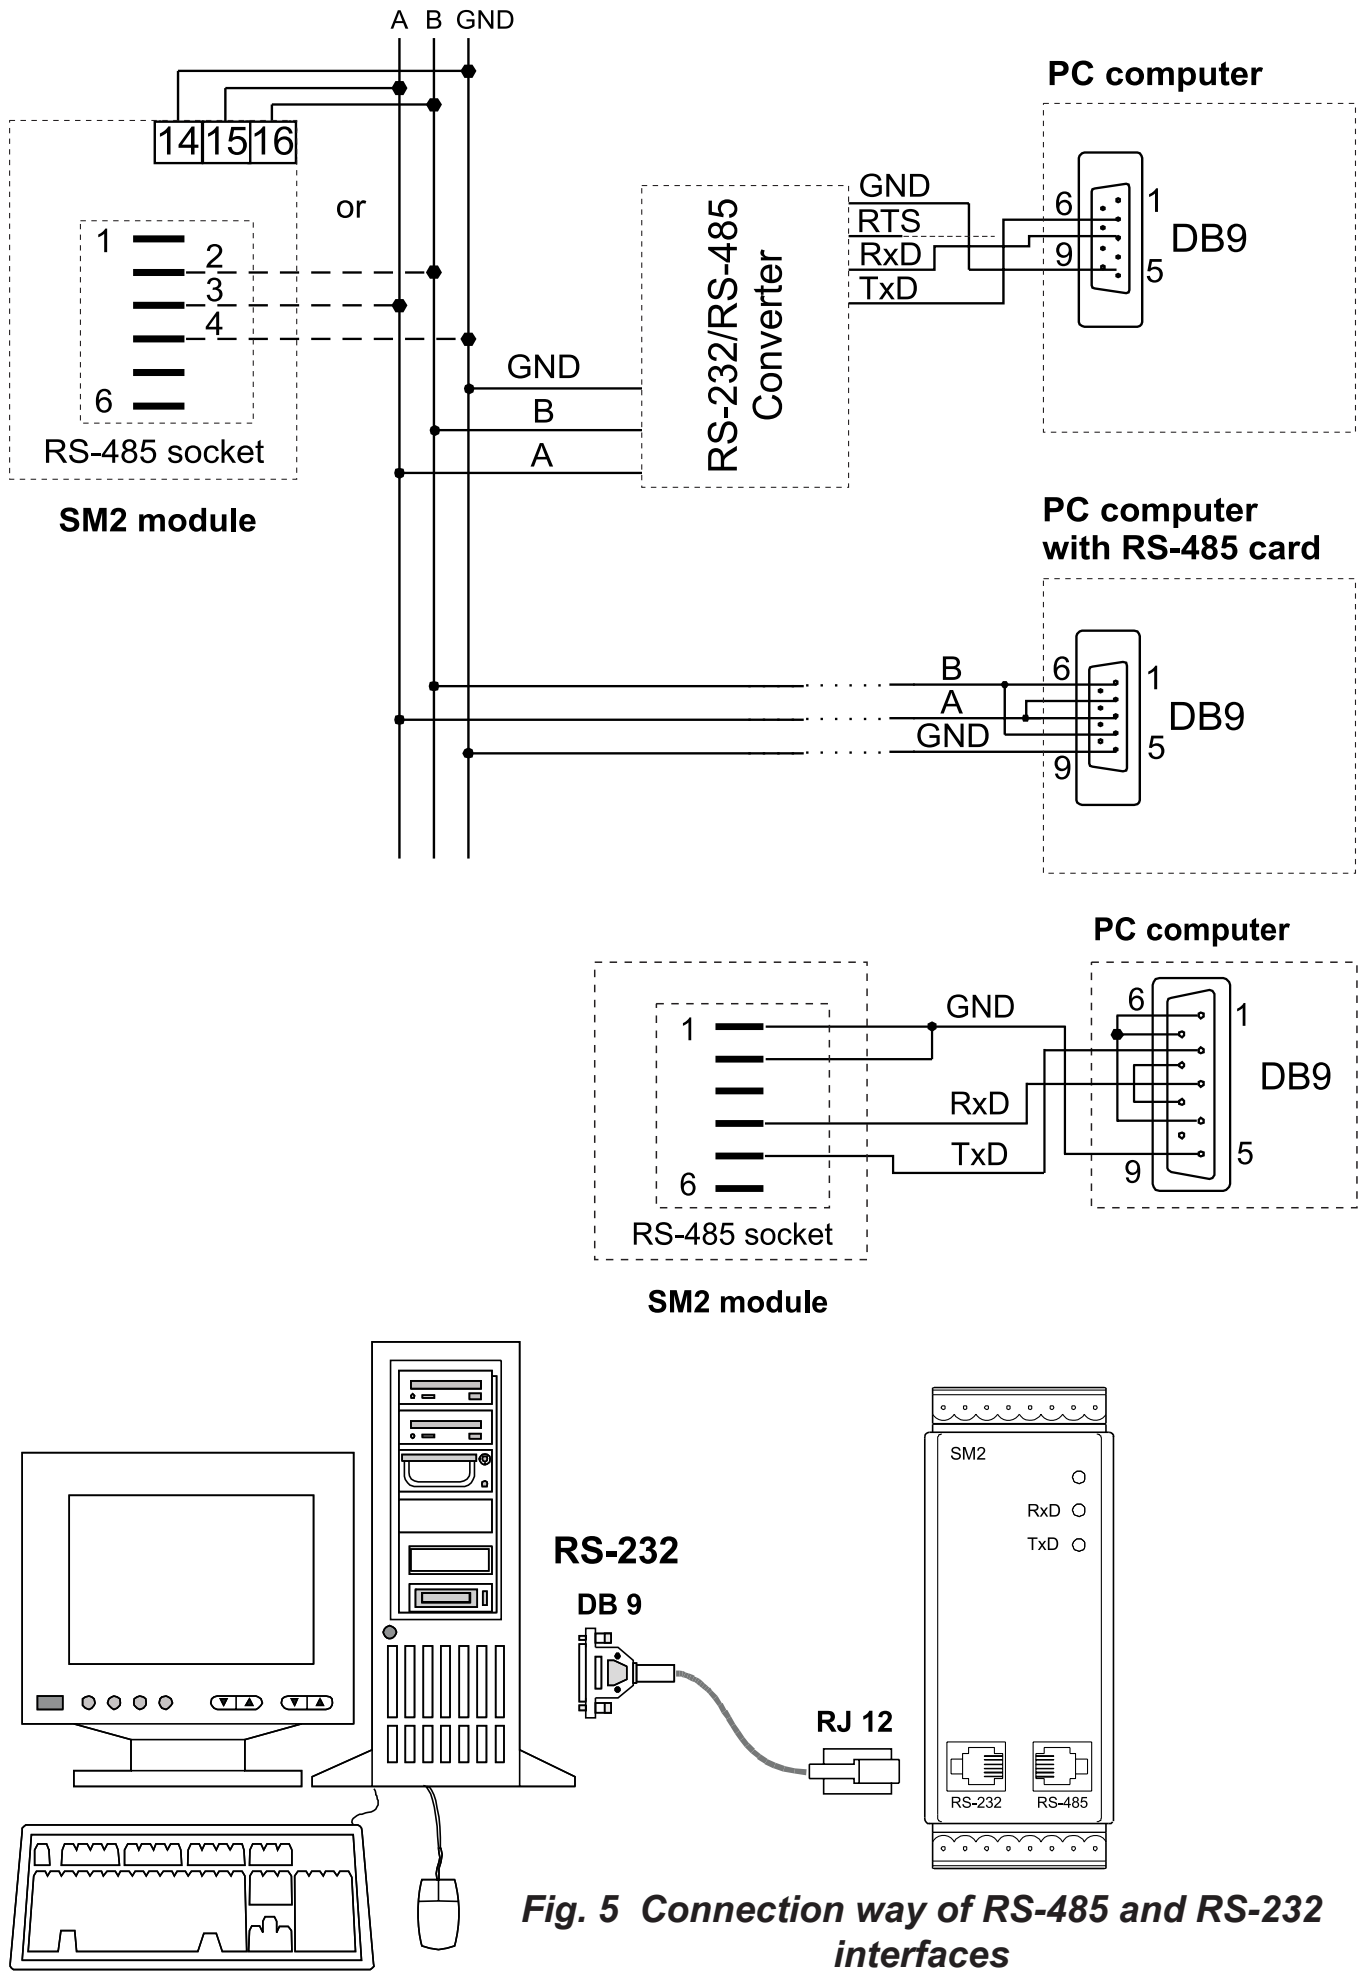 A B GND
14 15 16
or
1
2
3
4
6
RS-485 socket
SM2 module
GND
B
A
RS-232/RS-485
Converter
GND
RTS
RxD
TxD
PC computer
6
1
9
5
DB9
PC computer
with RS-485 card
B
A
GND
6
1
DB9
9
5
PC computer
1
6
GND
RxD
TxD
6
1
DB9
9
5
RS-485 socket
SM2 module
RS-232
DB 9
RJ 12
SM2
RxD
TxD
RS-232 RS-485
Fig. 5 Connection way of RS-485 and RS-232
interfaces